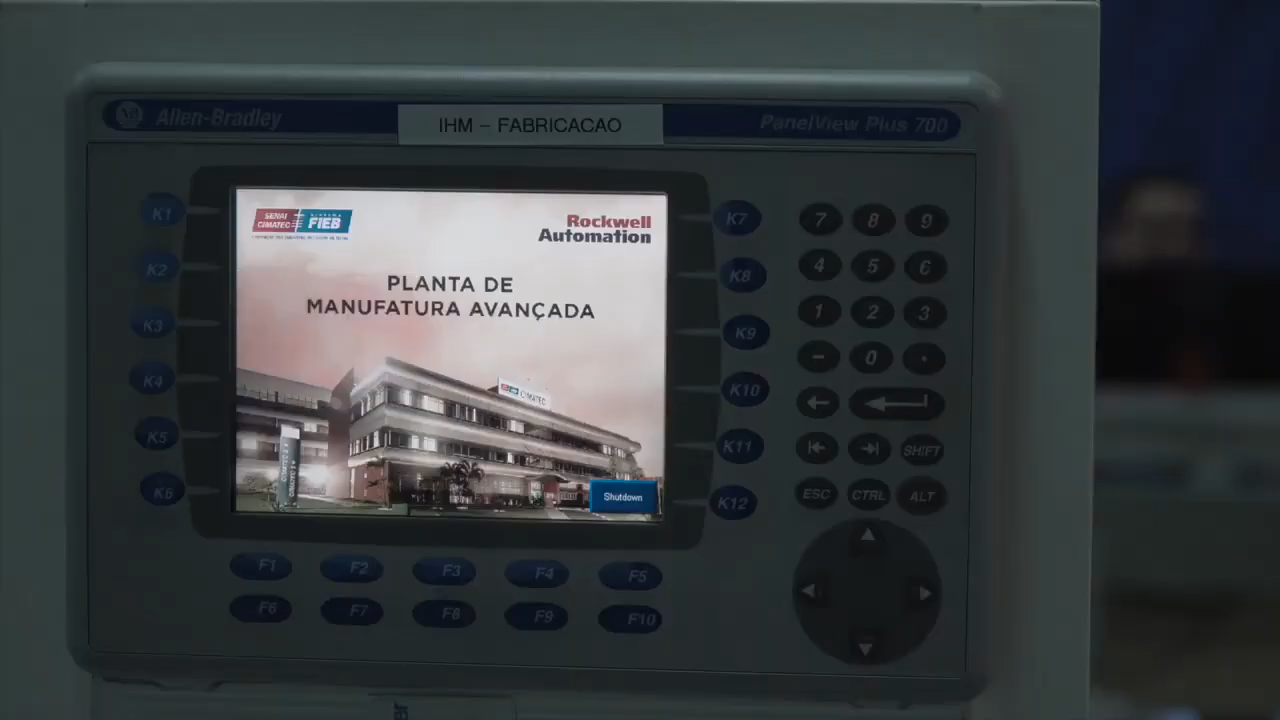 Allen-Bradley
IHM - FABRICACAO
PanelView Plus 700
SENAI
CIMATEC
SISTEMA
FIEB
Rockwell
Automation
PLANTA DE
MANUFATURA AVANÇADA
CIMATEC
Shutdown
K1
K2
K3
K4
K5
K6
K7
K8
K9
K10
K11
K12
7 8 9
4 5 6
1 2 3
- 0 .
SHIFT
ESC CTRL ALT
F1 F2 F3 F4 F5
F6 F7 F8 F9 F10